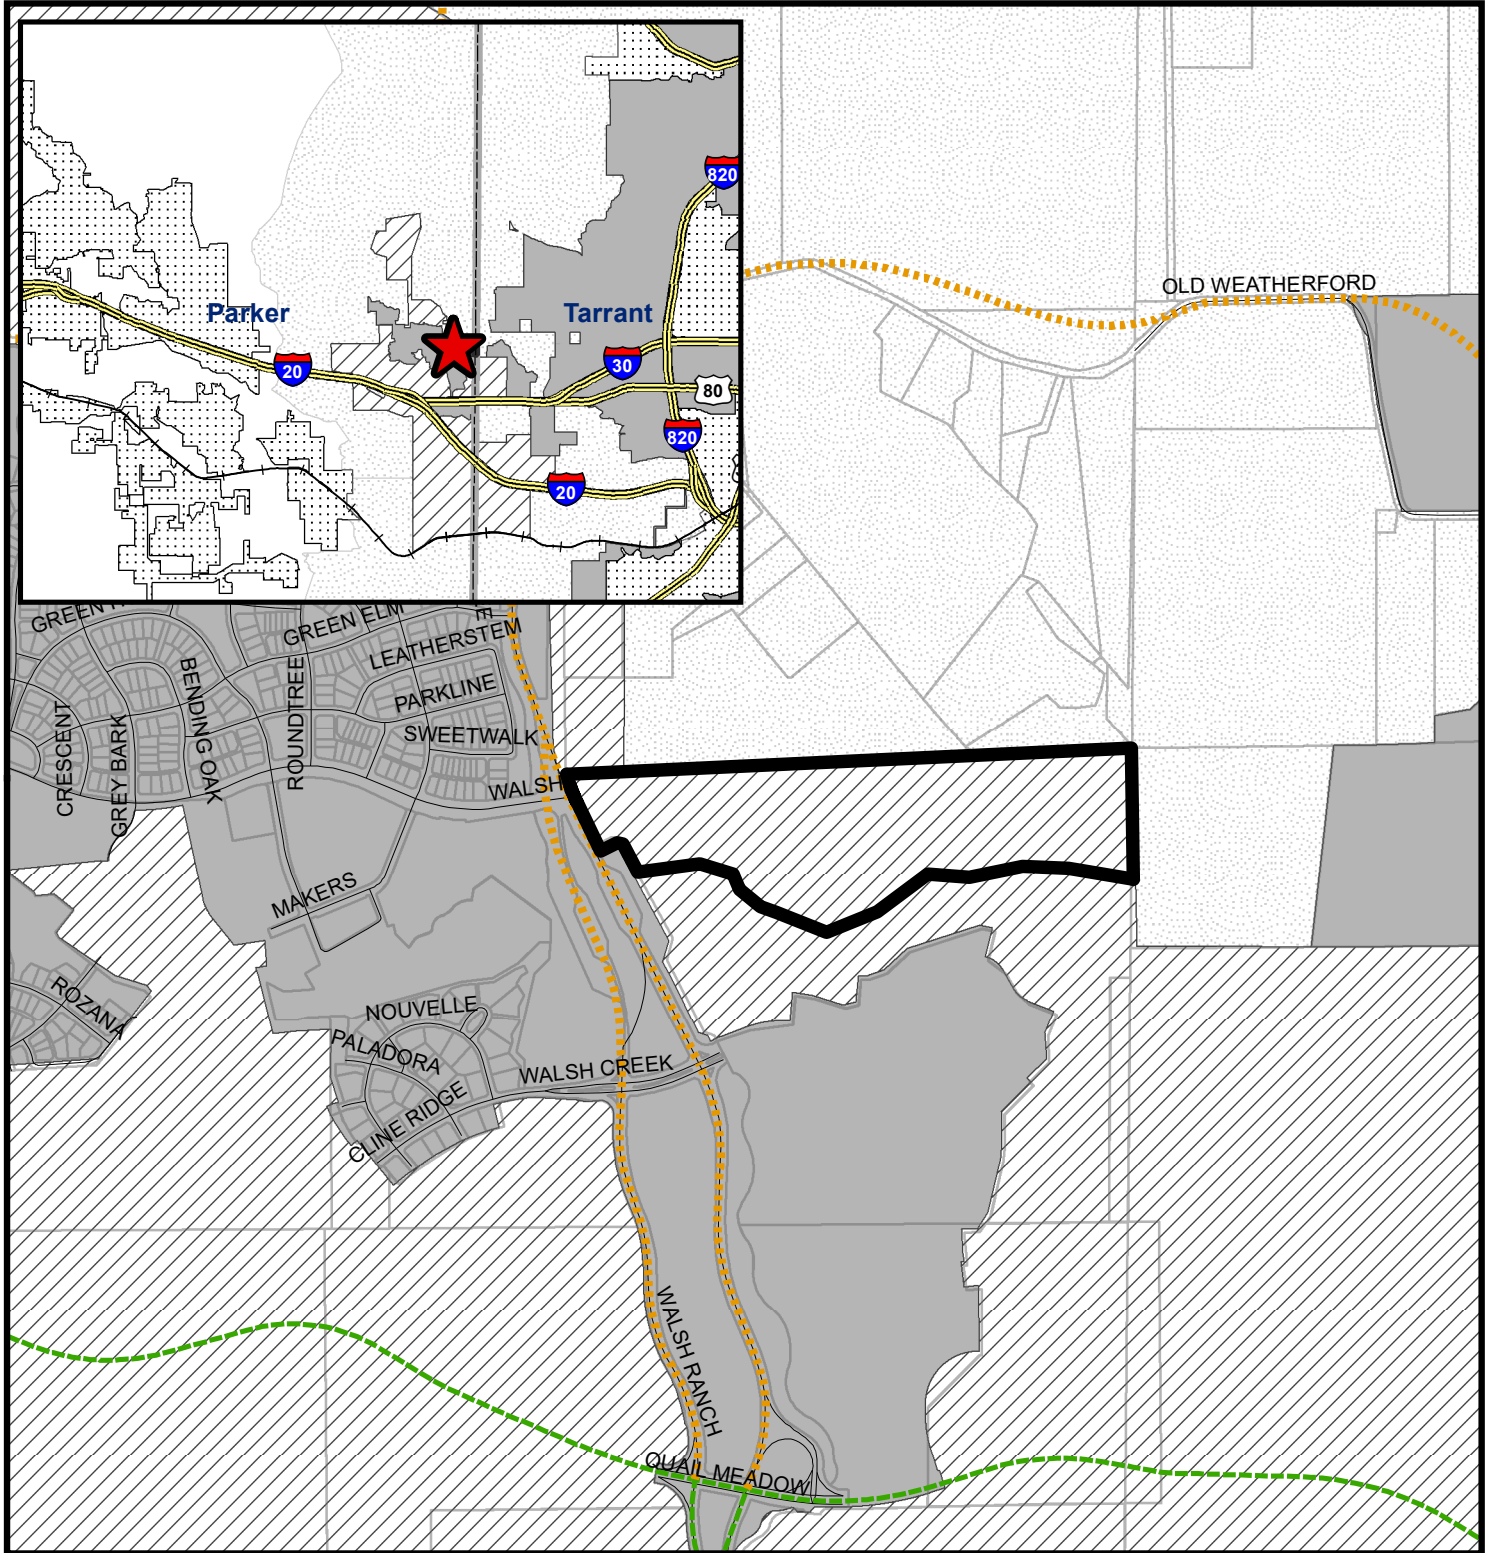 820
Parker
Tarrant
20
30
80
820
20
OLD WEATHERFORD
GREEN ELM
LEATHERSTEM
PARKLINE
SWEETWALK
WALSH
BENDING OAK
ROUNDTREE
CRESCENT
GREY BARK
MAKERS
ROZANA
NOUVELLE
PALADORA
CLINE RIDGE
WALSH CREEK
WALSH RANCH
QUAIL MEADOW